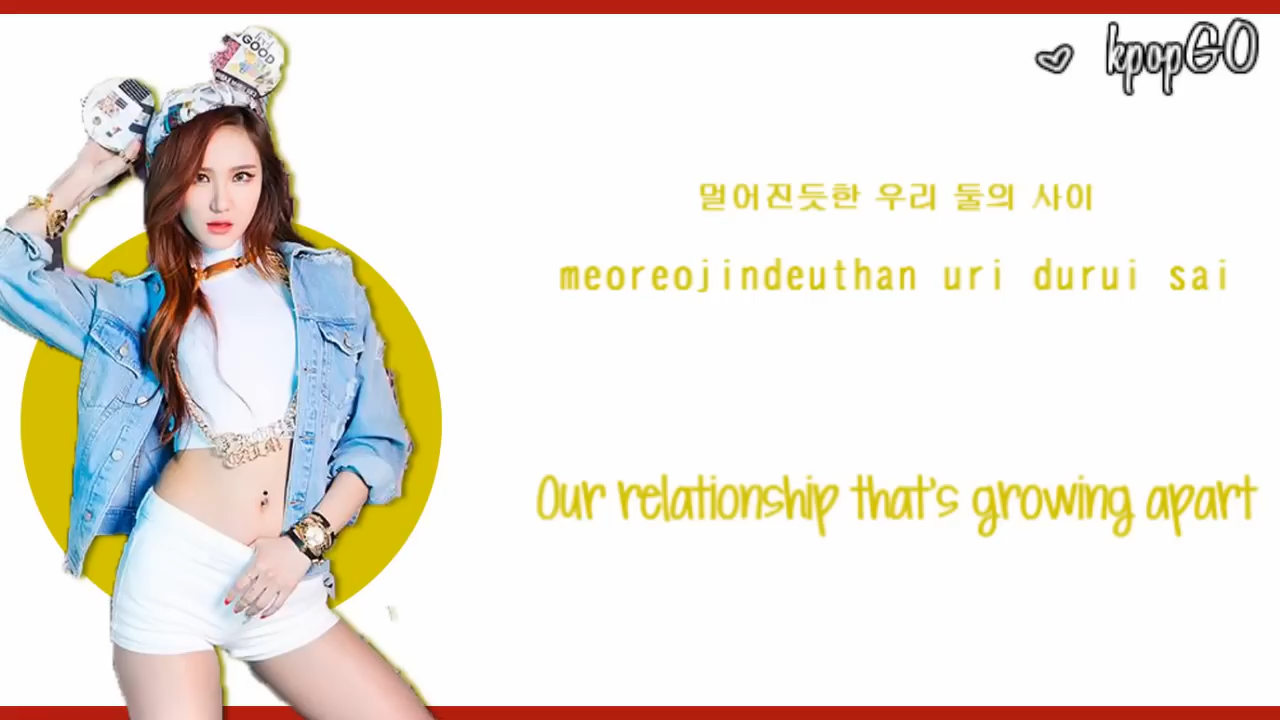 kpopGO
GOOD
멀어진듯한 우리 둘의 사이
meoreojindeuthan uri durui sai
Our relationship that's growing apart